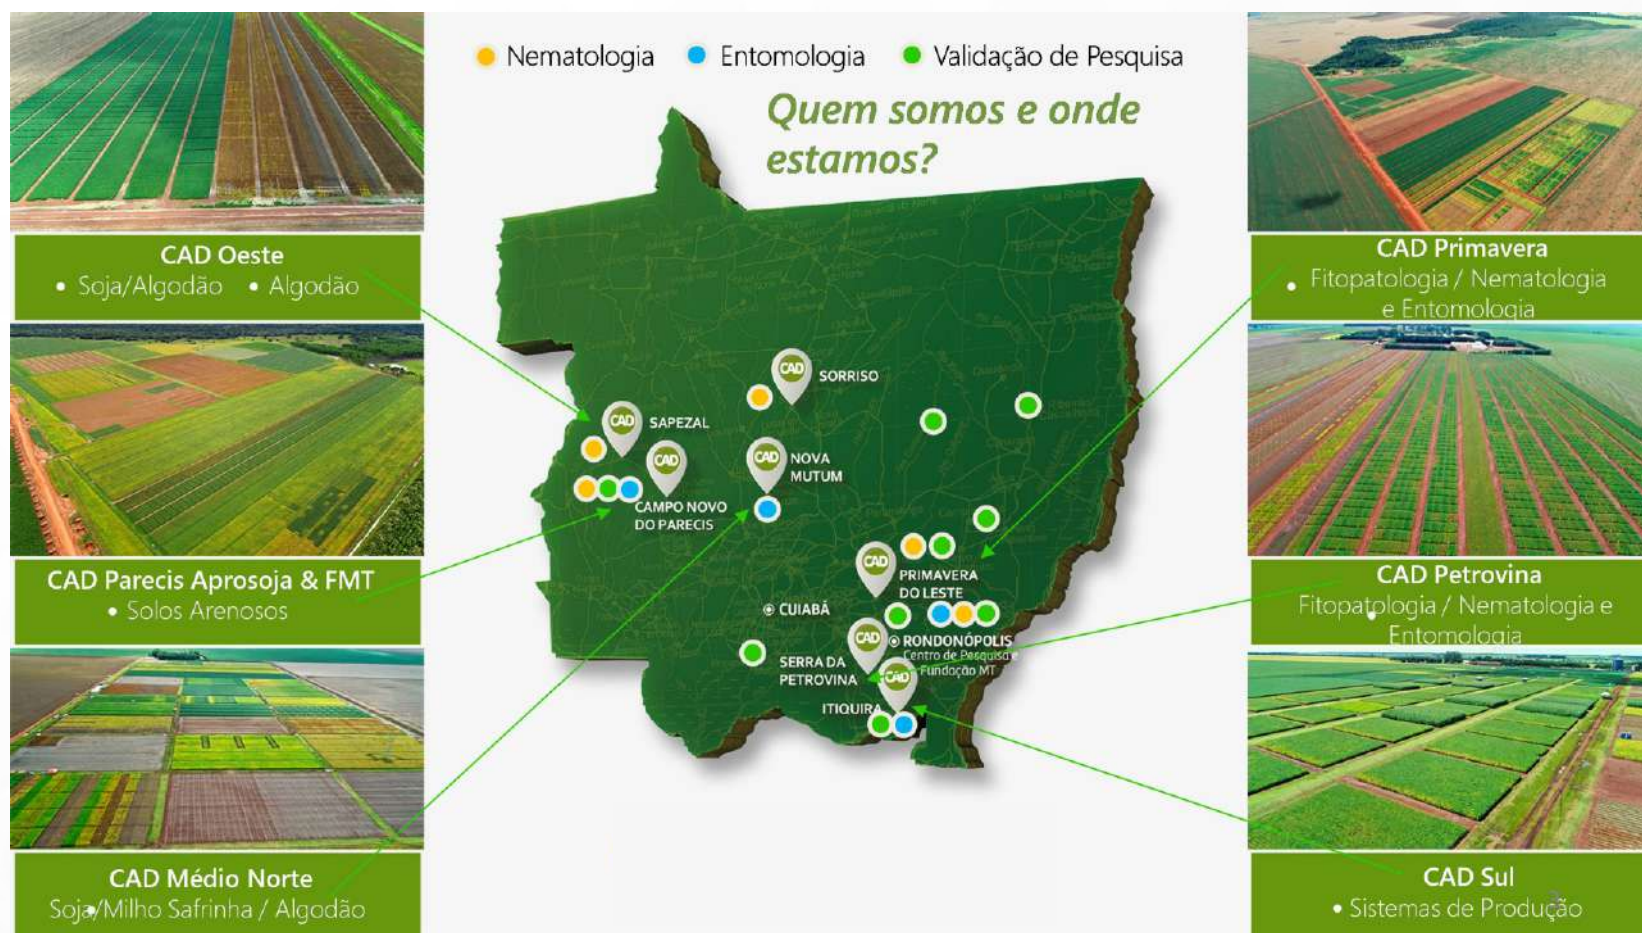 Nematologia
Entomologia
Validação de Pesquisa
Quem somos e onde
estamos?
CAD Oeste
• Soja/Algodão • Algodão
CAD Parecis Aprosoja & FMT
• Solos Arenosos
CAD Médio Norte
Soja/Milho Safrinha / Algodão
CAD
SORRISO
CAD
SAPEZAL
CAD
CAMPO NOVO
DO PARECIS
CAD
NOVA
MUTUM
CAD
PRIMAVERA
DO LESTE
CUIABÁ
CAD
RONDONÓPOLIS
Centro de Pesquisa e
Fundação MT
SERRA DA
PETROVINA
CAD
ITIQUIRA
CAD Primavera
• Fitopatologia / Nematologia
e Entomologia
CAD Petrovina
Fitopatologia / Nematologia e
Entomologia
CAD Sul
• Sistemas de Produção